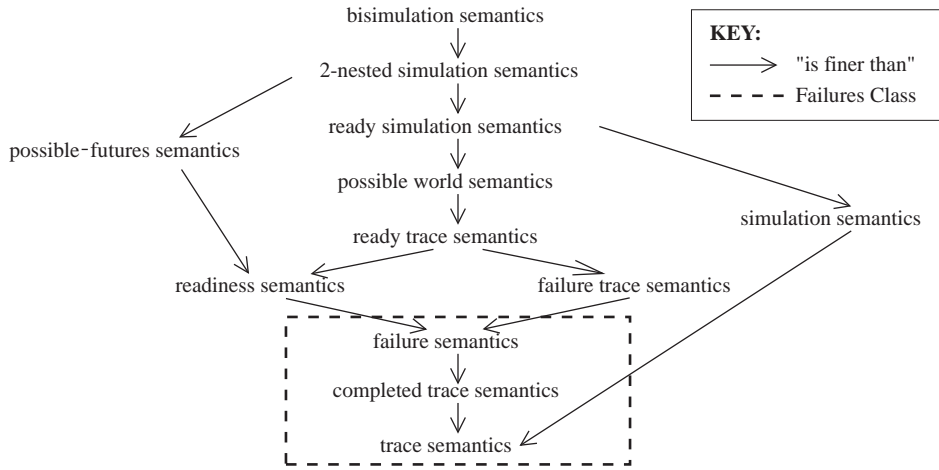 bisimulation semantics
KEY:
2-nested simulation semantics
"is finer than"
Failures Class
ready simulation semantics
possible-futures semantics
possible world semantics
simulation semantics
ready trace semantics
readiness semantics
failure trace semantics
failure semantics
completed trace semantics
trace semantics